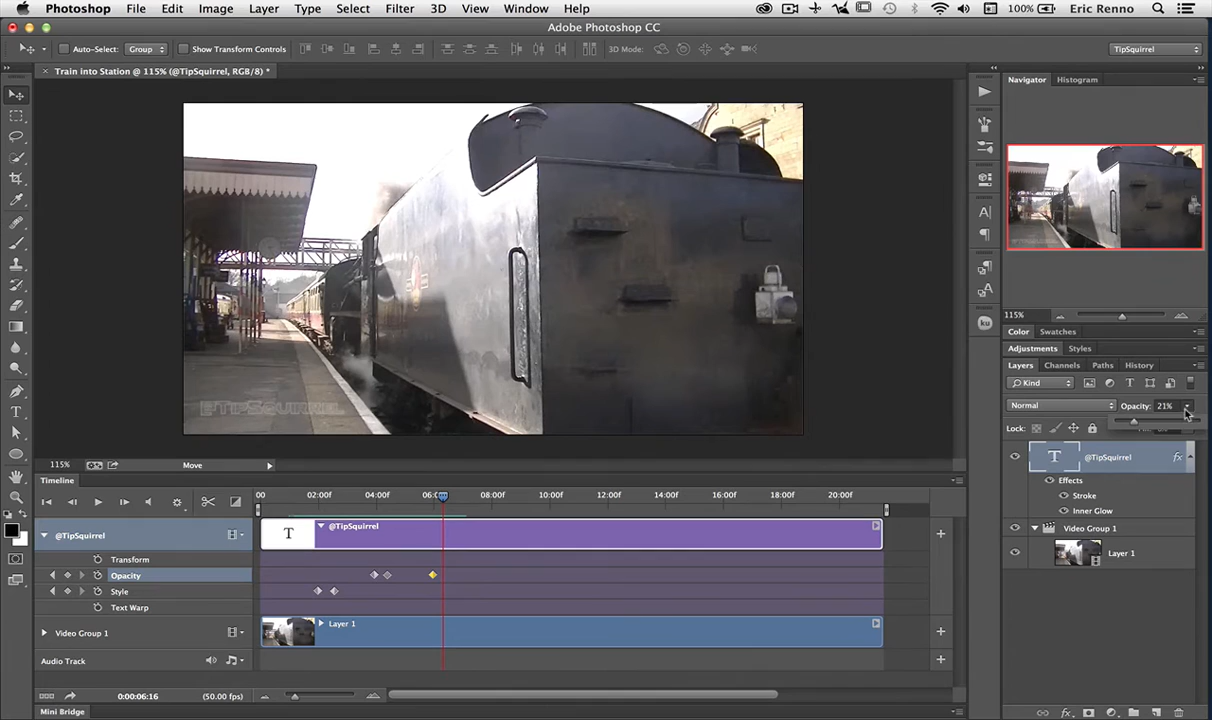 Photoshop File Edit Image Layer Type Select Filter 3D View Window Help 100% Eric Renno
Adobe Photoshop CC
Auto-Select: Group Show Transform Controls 3D Mode: TipSquirrel
Train into Station @ 115% (@TipSquirrel, RGB/8) *
Navigator Histogram
@TipSquirrel
115%
Color Swatches
Adjustments Styles
Layers Channels Paths History
Kind
Normal Opacity: 21%
Lock:
T @TipSquirrel fx
Effects
Stroke
Inner Glow
Video Group 1
Layer 1
115% Move
Timeline
00 02:00f 04:00f 06:0 08:00f 10:00f 12:00f 14:00f 16:00f 18:00f 20:00f
@TipSquirrel T @TipSquirrel
Transform
Opacity
Style
Text Warp
Video Group 1 Layer 1
Audio Track
0:00:06:16 (50.00 fps)
Mini Bridge